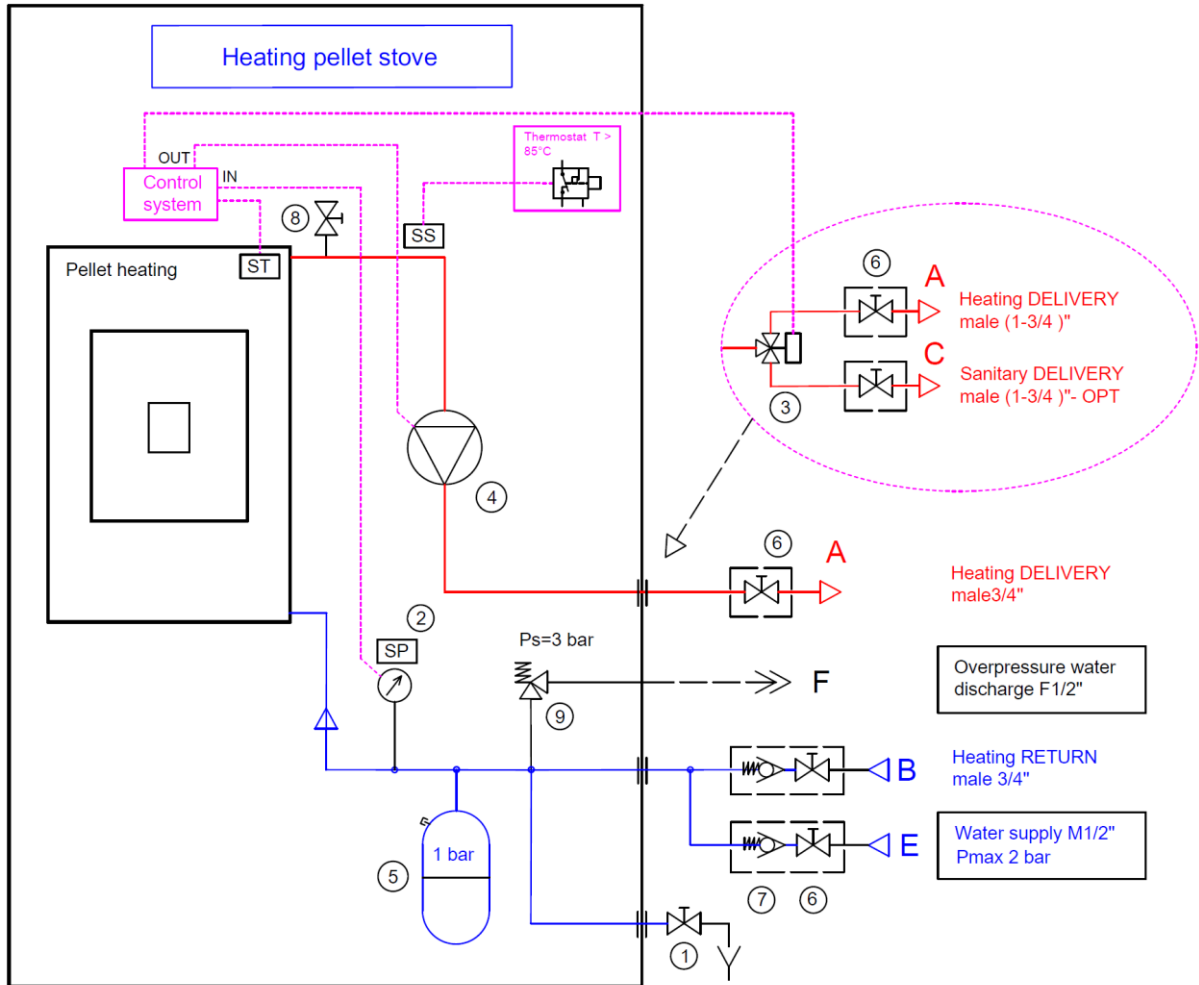 Heating pellet stove
Thermostat T >
85°C
OUT
IN
Control
system
8
SS
Pellet heating
ST
6
A
Heating DELIVERY
male (1-3/4 )"
C
Sanitary DELIVERY
male (1-3/4 )"- OPT
3
4
6
A
Heating DELIVERY
male3/4"
2
SP
Ps=3 bar
F
Overpressure water
discharge F1/2"
9
B
Heating RETURN
male 3/4"
1 bar
5
E
Water supply M1/2"
Pmax 2 bar
7
6
1